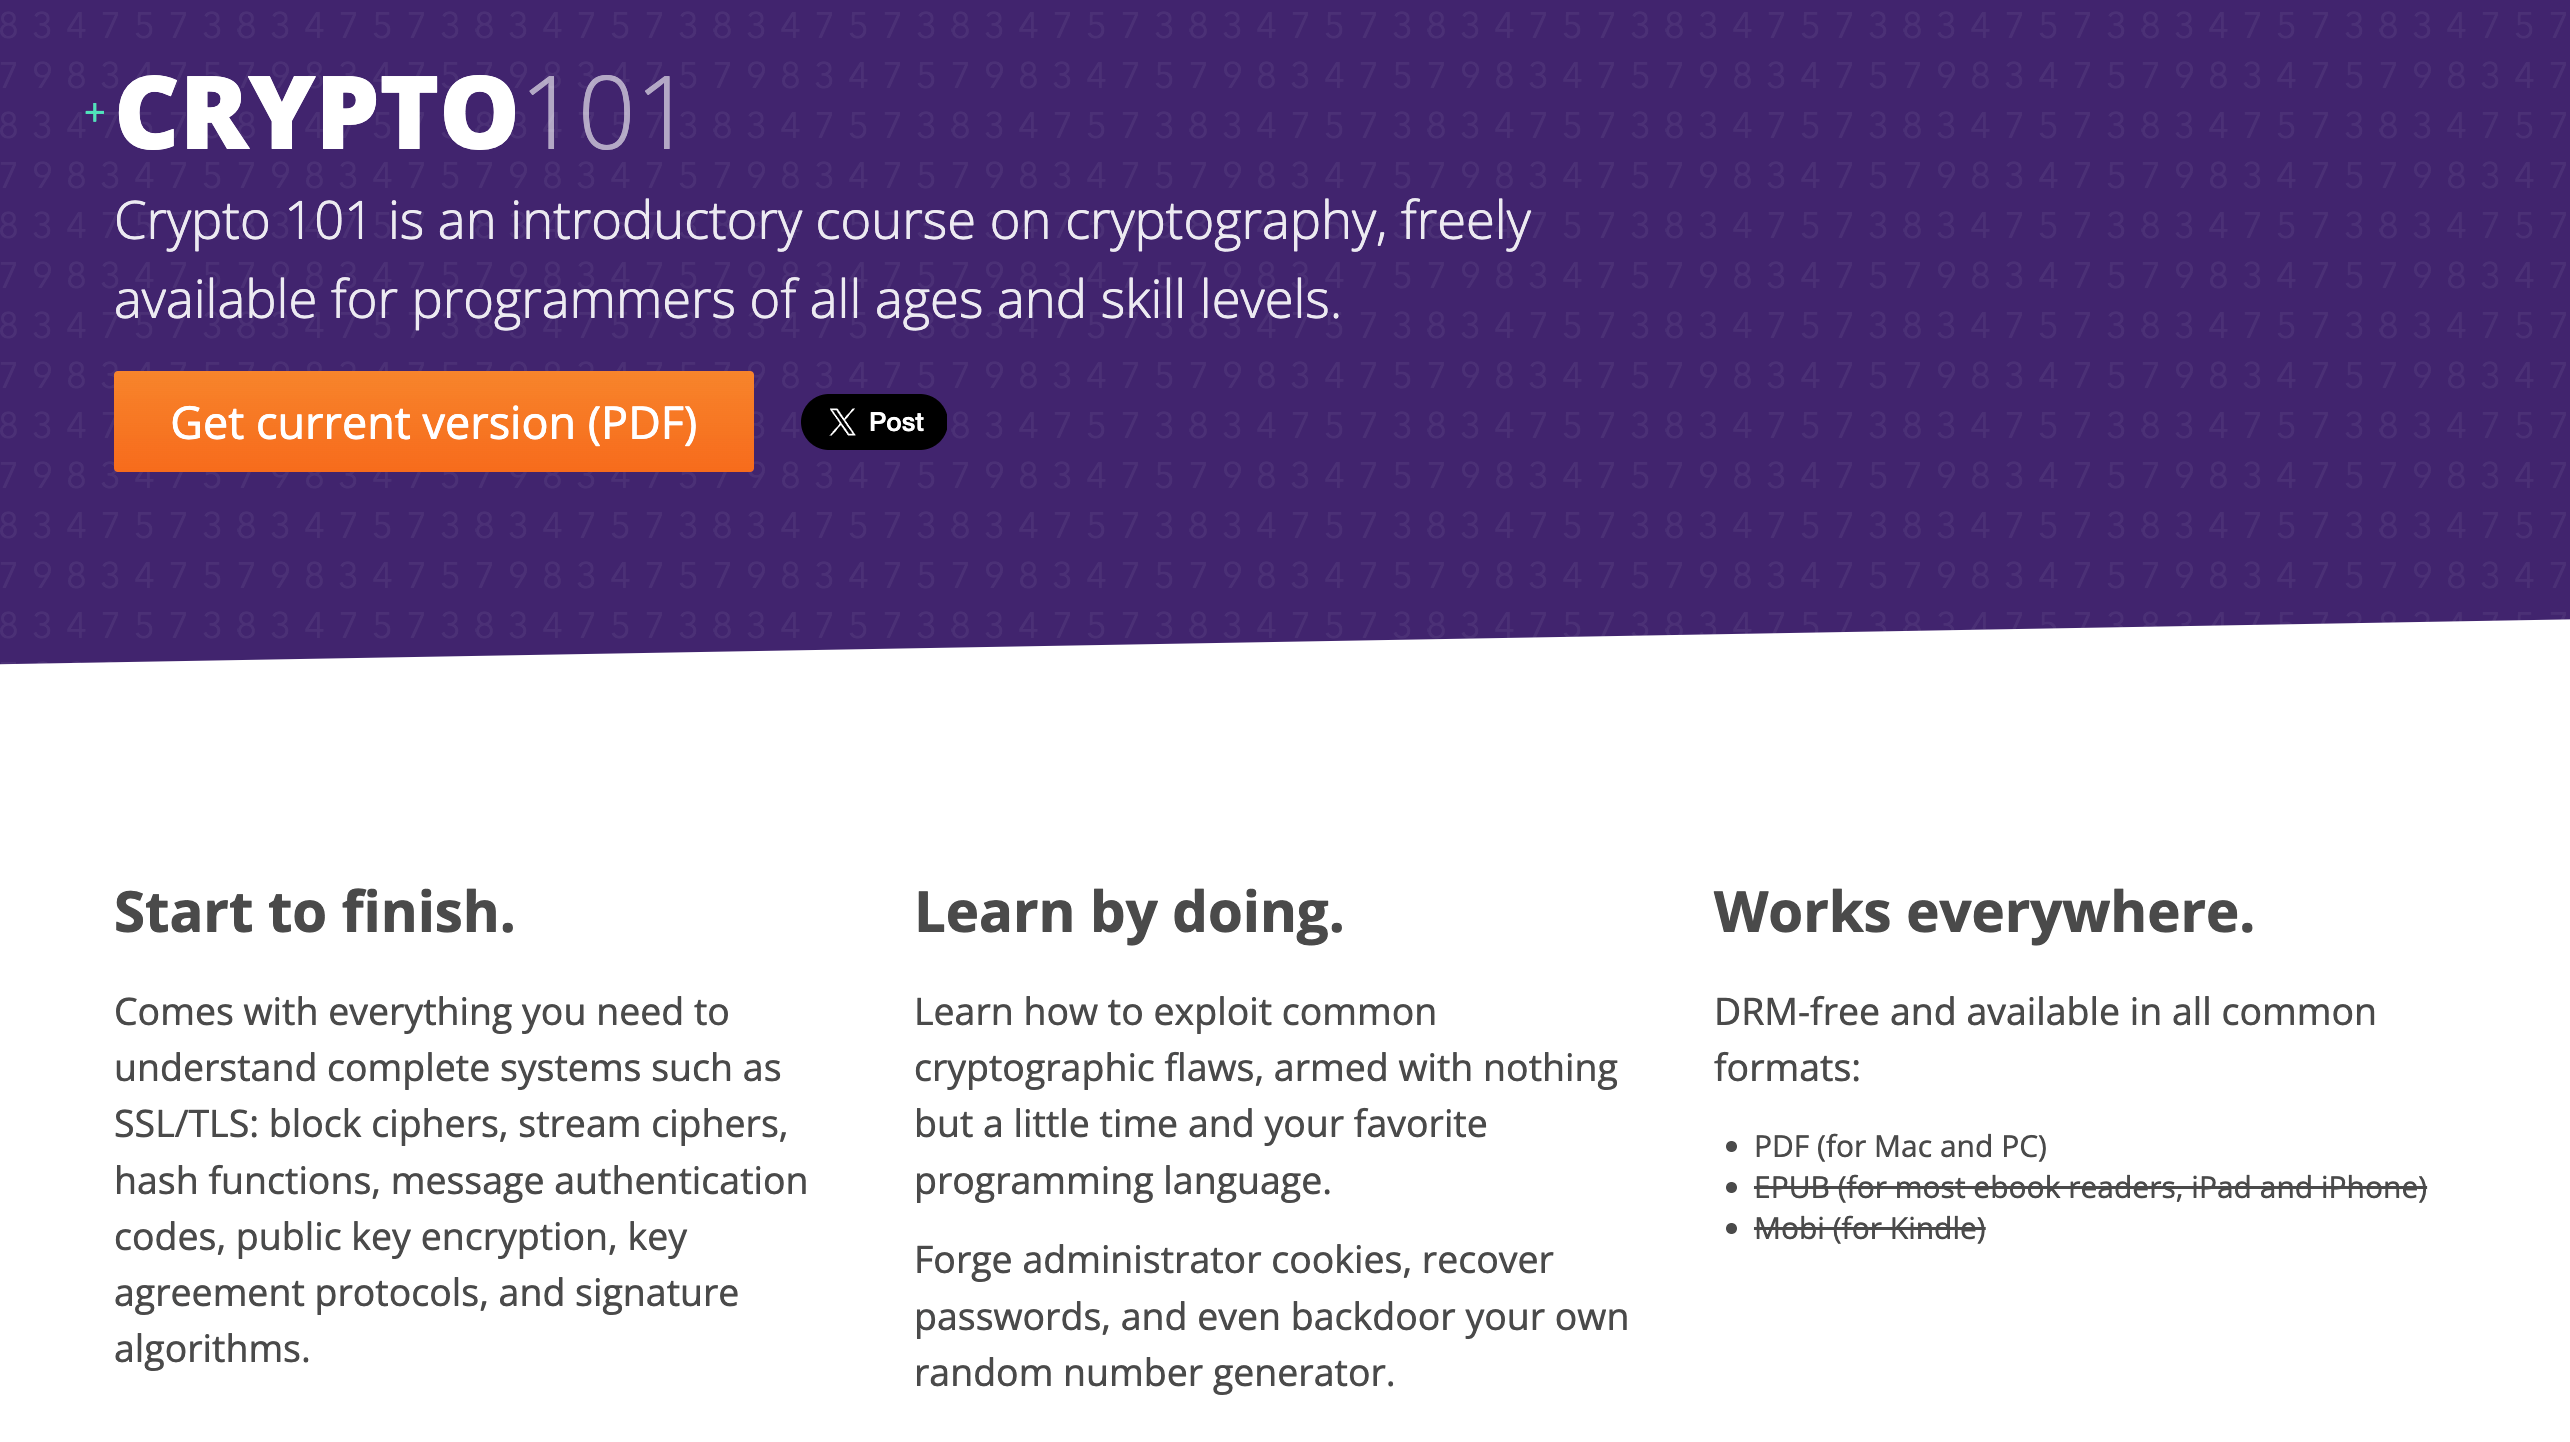 + CRYPTO101
Crypto 101 is an introductory course on cryptography, freely
available for programmers of all ages and skill levels.
Get current version (PDF)
Post
Start to finish.
Comes with everything you need to
understand complete systems such as
SSL/TLS: block ciphers, stream ciphers,
hash functions, message authentication
codes, public key encryption, key
agreement protocols, and signature
algorithms.
Learn by doing.
Learn how to exploit common
cryptographic flaws, armed with nothing
but a little time and your favorite
programming language.
Forge administrator cookies, recover
passwords, and even backdoor your own
random number generator.
Works everywhere.
DRM-free and available in all common
formats:
• PDF (for Mac and PC)
• EPUB (for most ebook readers, iPad and iPhone)
• Mobi (for Kindle)